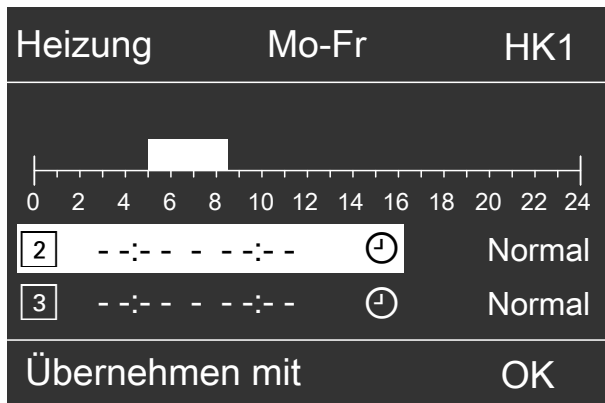 Heizung Mo-Fr HK1
0 2 4 6 8 10 12 14 16 18 20 22 24
2 - -:- - - - -:- - Normal
3 - -:- - - - -:- - Normal
Übernehmen mit OK